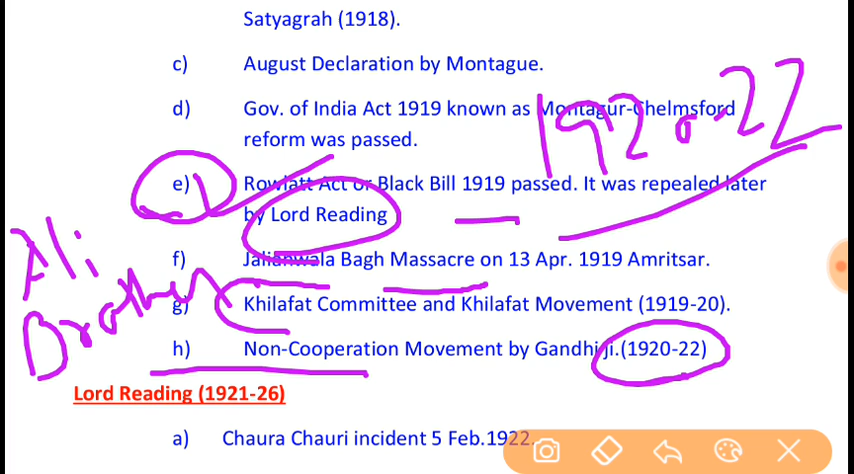 Satyagrah (1918).
c) August Declaration by Montague.
d) Gov. of India Act 1919 known as Montagur-Chelmsford
reform was passed.
1920-22
e) Rowlatt Act or Black Bill 1919 passed. It was repealed later
by Lord Reading
f) Jalianwala Bagh Massacre on 13 Apr. 1919 Amritsar.
Ali
Brothers
g) Khilafat Committee and Khilafat Movement (1919-20).
h) Non-Cooperation Movement by Gandhi ji.(1920-22)
Lord Reading (1921-26)
a) Chaura Chauri incident 5 Feb.1922.